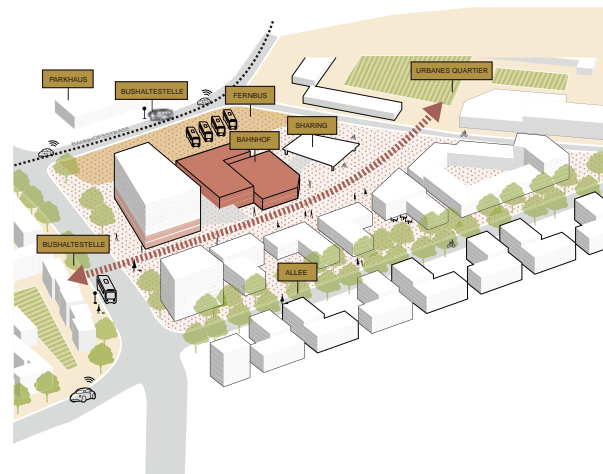 PARKHAUS
BUSHALTESTELLE
FERNBUS
URBANES QUARTIER
SHARING
BAHNHOF
BUSHALTESTELLE
ALLEE